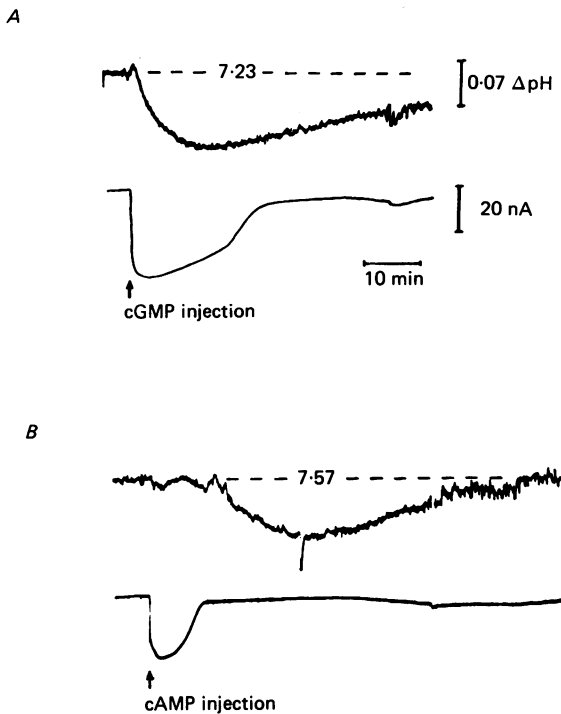 A
7·23
0·07 ΔpH
20 nA
10 min
cGMP injection
B
7·57
cAMP injection